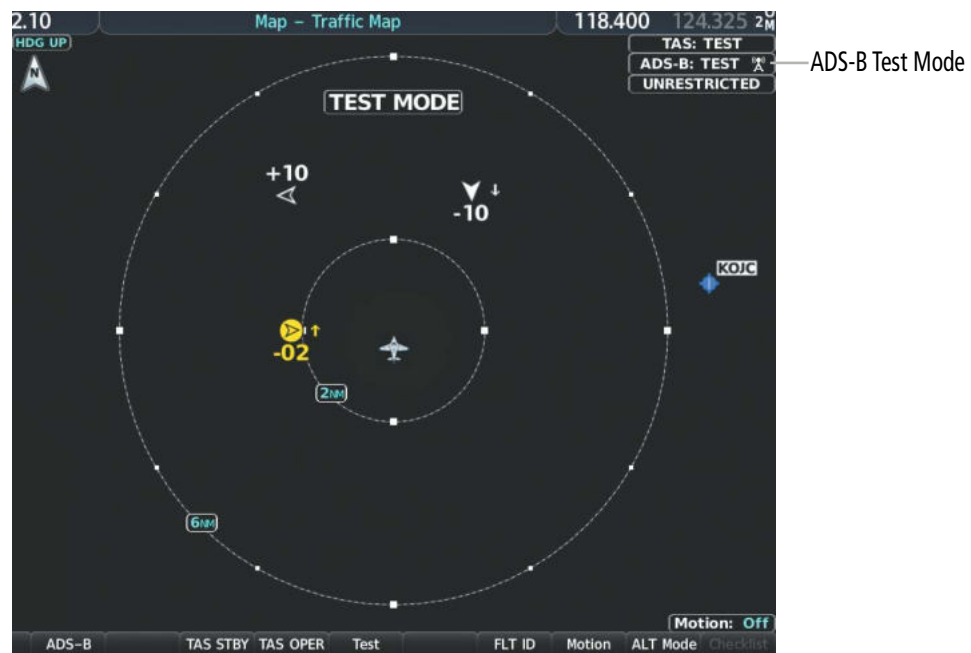 2.10 Map – Traffic Map 118.400 124.325 2
HDG UP
TAS: TEST
N
ADS-B: TEST
ADS-B Test Mode
UNRESTRICTED
TEST MODE
+10
-10
KOJC
-02
2NM
6NM
Motion: Off
ADS-B TAS STBY TAS OPER Test FLT ID Motion ALT Mode Checklist